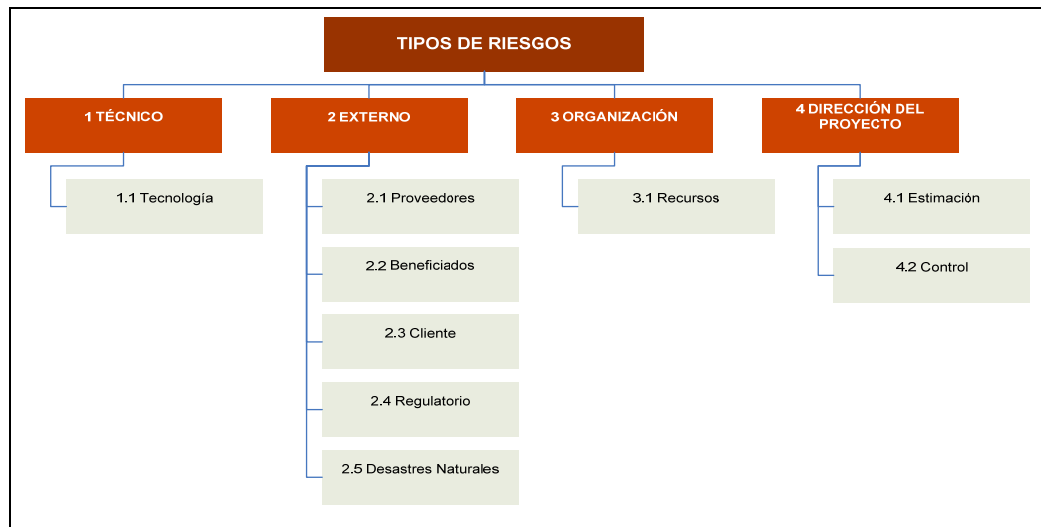 TIPOS DE RIESGOS
1 TÉCNICO
2 EXTERNO
3 ORGANIZACIÓN
4 DIRECCIÓN DEL
PROYECTO
1.1 Tecnología
2.1 Proveedores
2.2 Beneficiados
2.3 Cliente
2.4 Regulatorio
2.5 Desastres Naturales
3.1 Recursos
4.1 Estimación
4.2 Control